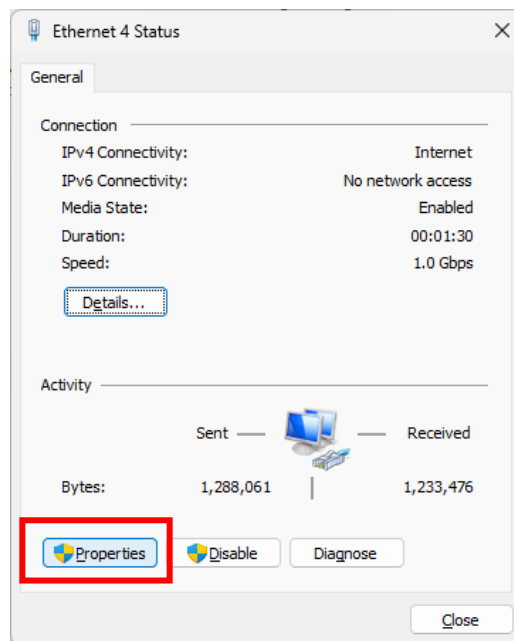 Ethernet 4 Status
General
Connection
IPv4 Connectivity: Internet
IPv6 Connectivity: No network access
Media State: Enabled
Duration: 00:01:30
Speed: 1.0 Gbps
Details...
Activity
Sent Received
Bytes: 1,288,061 1,233,476
Properties Disable Diagnose
Close